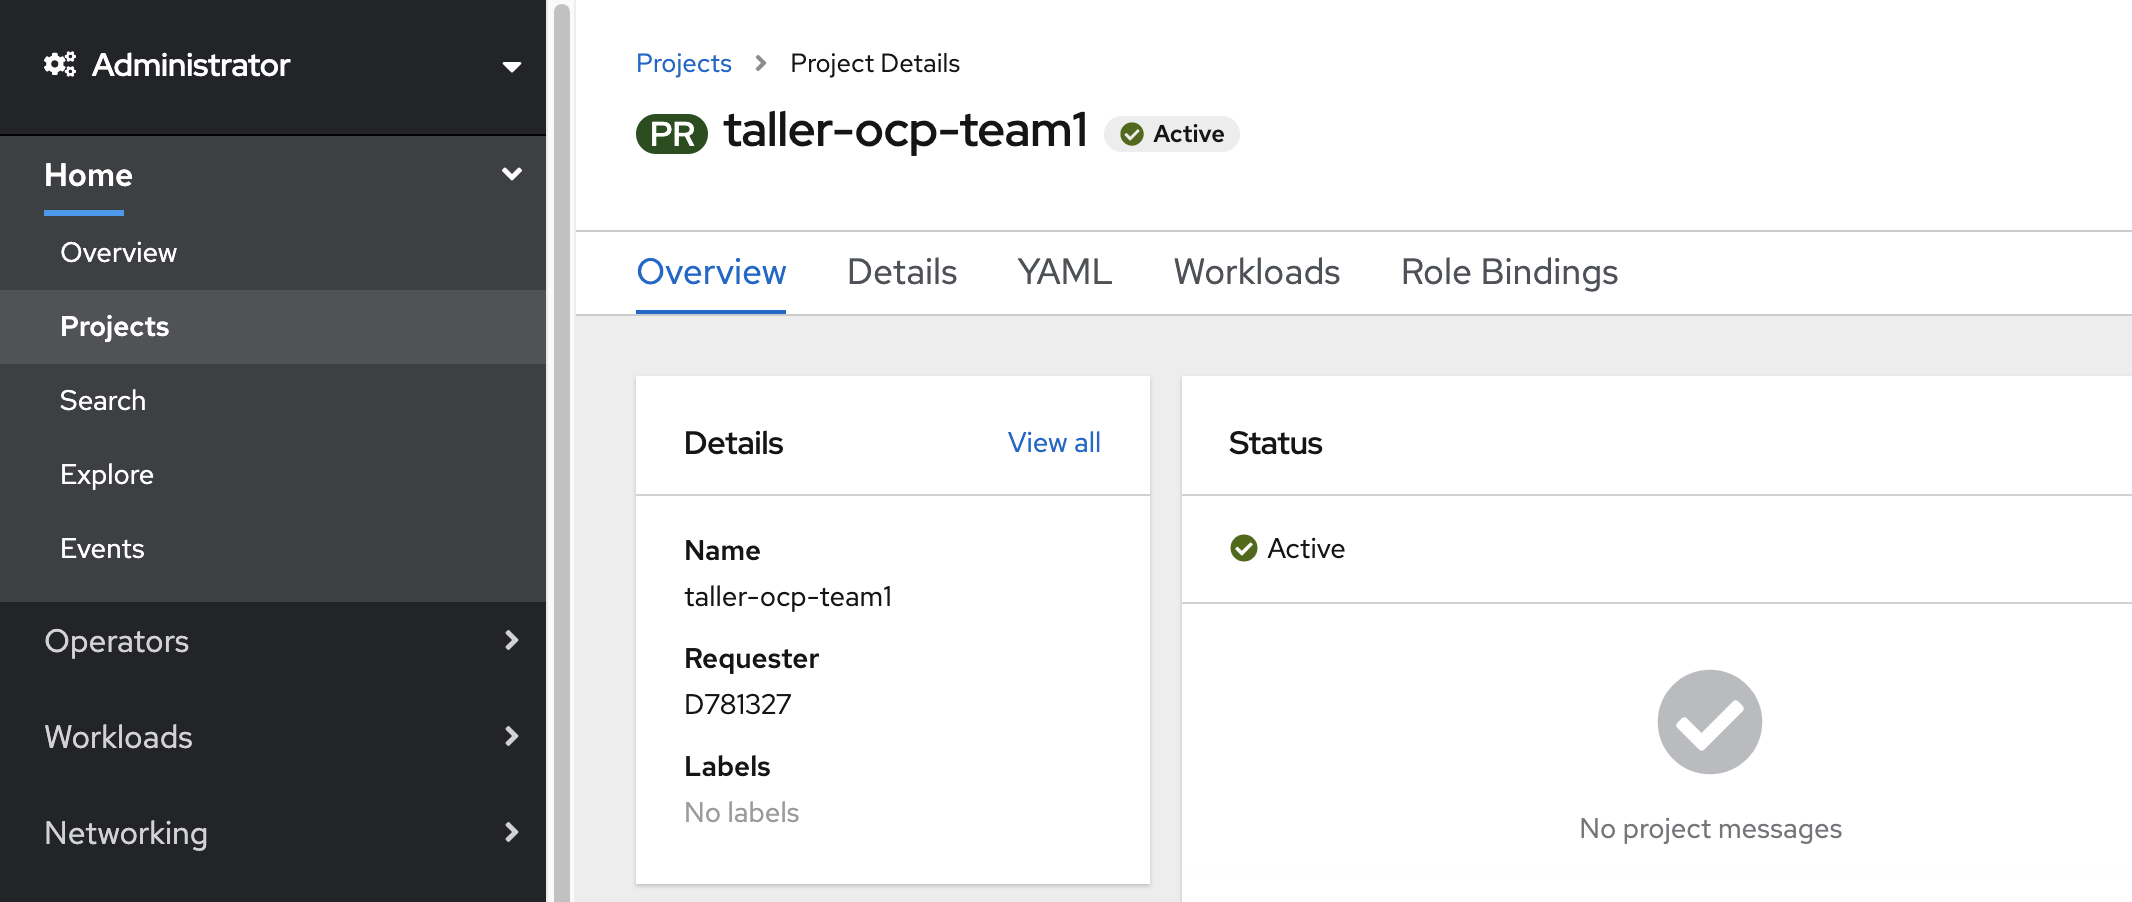 Administrator
Home
Overview
Projects
Search
Explore
Events
Operators
Workloads
Networking
Projects Project Details
PR taller-ocp-team1 Active
Overview Details YAML Workloads Role Bindings
Details View all
Name
taller-ocp-team1
Requester
D781327
Labels
No labels
Status
Active
No project messages